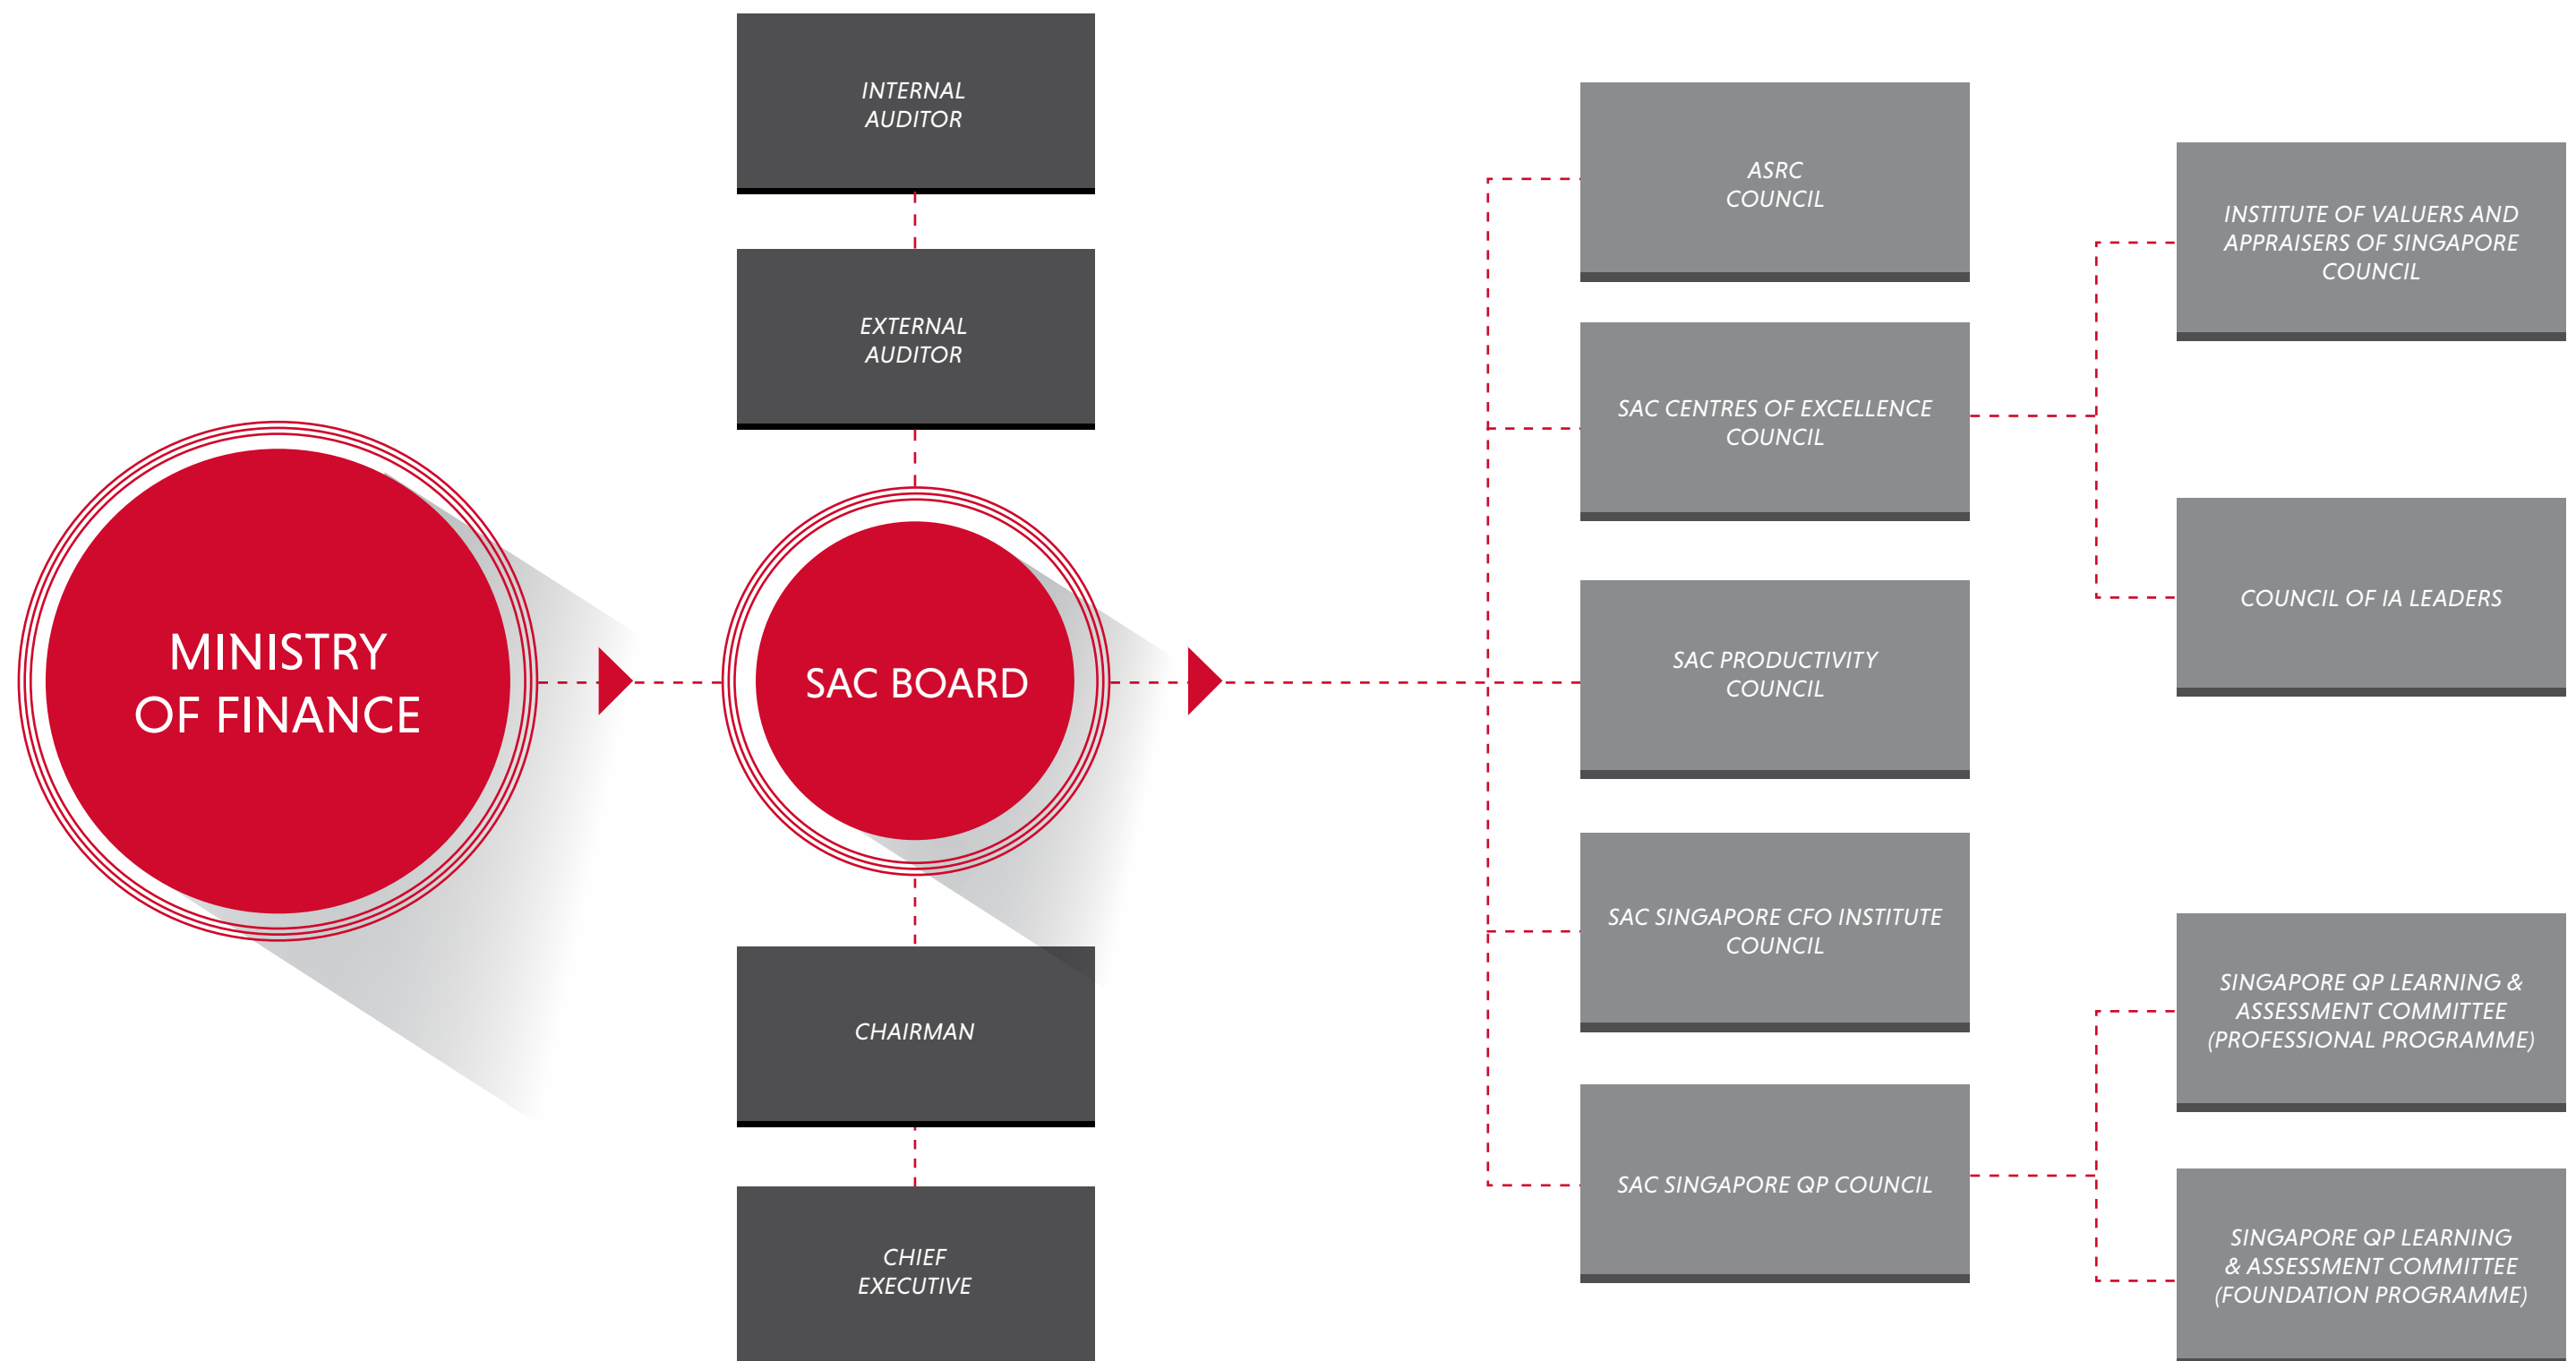 MINISTRY
OF FINANCE
INTERNAL
AUDITOR
EXTERNAL
AUDITOR
SAC BOARD
CHAIRMAN
CHIEF
EXECUTIVE
ASRC
COUNCIL
SAC CENTRES OF EXCELLENCE
COUNCIL
SAC PRODUCTIVITY
COUNCIL
SAC SINGAPORE CFO INSTITUTE
COUNCIL
SAC SINGAPORE QP COUNCIL
INSTITUTE OF VALUERS AND
APPRAISERS OF SINGAPORE
COUNCIL
COUNCIL OF IA LEADERS
SINGAPORE QP LEARNING &
ASSESSMENT COMMITTEE
(PROFESSIONAL PROGRAMME)
SINGAPORE QP LEARNING
& ASSESSMENT COMMITTEE
(FOUNDATION PROGRAMME)